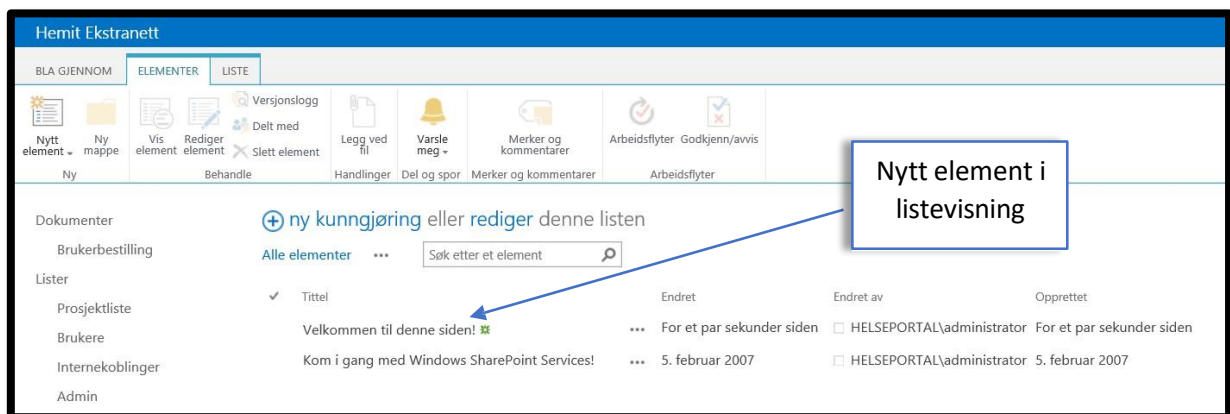 Hemit Ekstranett
BLA GJENNOM ELEMENTER LISTE
Nytt element
Ny mappe
Vis element
Rediger element
Versjonslogg
Delt med
Slett element
Legg ved fil
Varsle meg
Merker og kommentarer
Arbeidsflyter
Godkjenn/avvis
Ny Behandle Handlinger Del og spor Merker og kommentarer Arbeidsflyter
Nytt element i
listevisning
Dokumenter
Brukerbestilling
Lister
Prosjektliste
Brukere
Internekoblinger
Admin
ny kunngjøring eller rediger denne listen
Alle elementer ••• Søk etter et element
Tittel Endret Endret av Opprettet
Velkommen til denne siden! ••• For et par sekunder siden HELSEPORTAL\administrator For et par sekunder siden
Kom i gang med Windows SharePoint Services! ••• 5. februar 2007 HELSEPORTAL\administrator 5. februar 2007